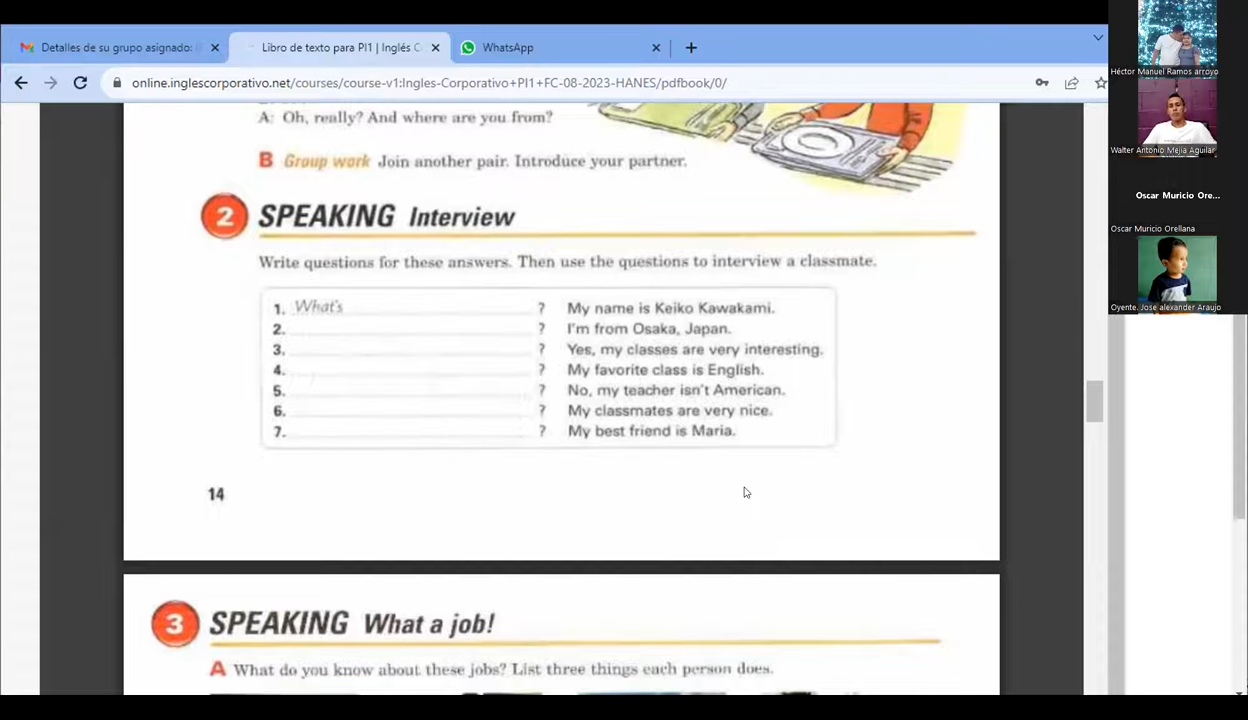 Detalles de su grupo asignado:
Libro de texto para PI1 | Inglés C
WhatsApp
online.inglescorporativo.net/courses/course-v1:Ingles-Corporativo+PI1+FC-08-2023-HANES/pdfbook/0/
A: Oh, really? And where are you from?
B Group work Join another pair. Introduce your partner.
2 SPEAKING Interview
Write questions for these answers. Then use the questions to interview a classmate.
1. What's ? My name is Keiko Kawakami.
2. ? I'm from Osaka, Japan.
3. ? Yes, my classes are very interesting.
4. ? My favorite class is English.
5. ? No, my teacher isn't American.
6. ? My classmates are very nice.
7. ? My best friend is Maria.
14
3 SPEAKING What a job!
A What do you know about these jobs? List three things each person does.
Héctor Manuel Ramos arroyo
Walter Antonio Mejia Aguilar
Oscar Muricio Ore...
Oscar Muricio Orellana
Oyente. Jose alexander Araujo